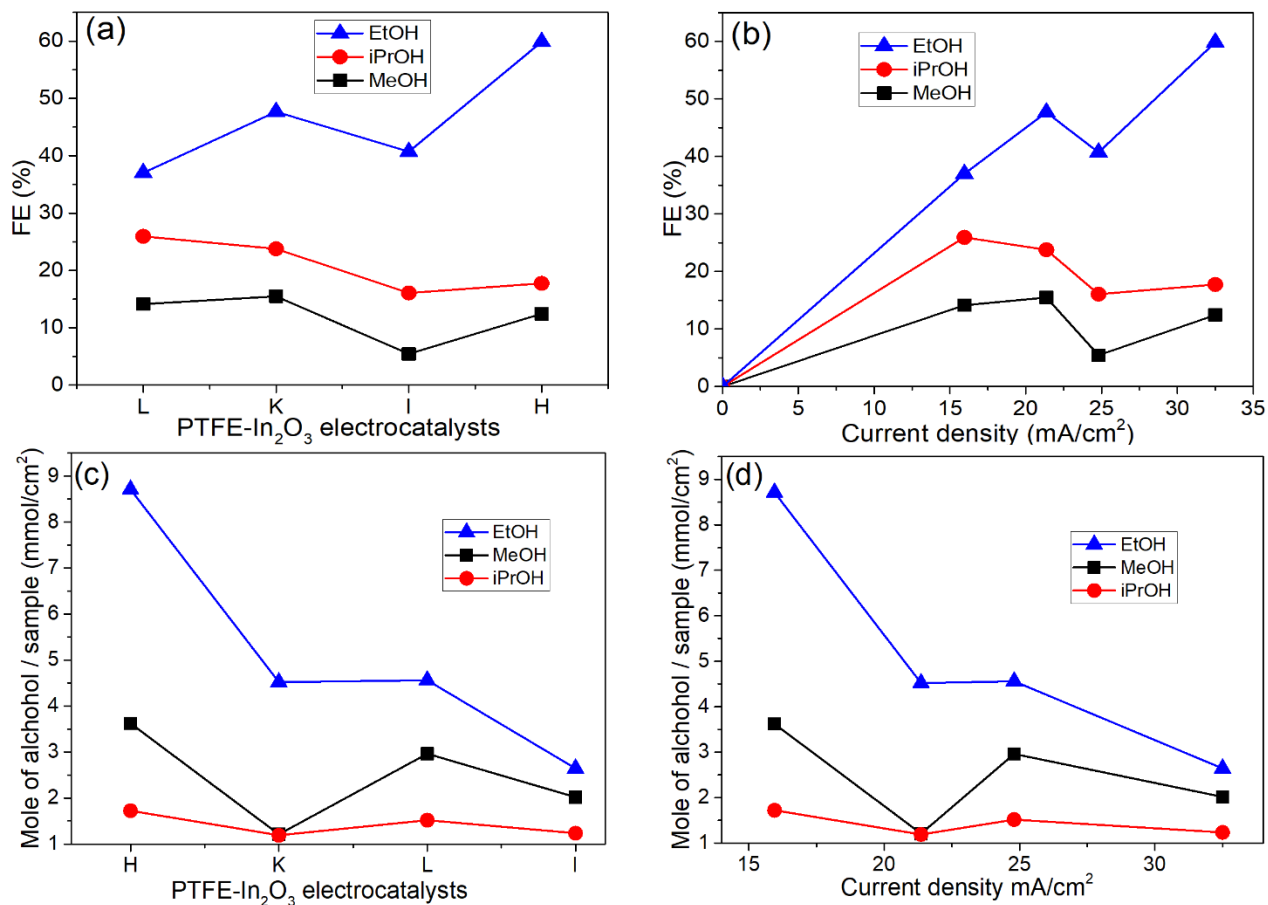 (a)
EtOH
iPrOH
MeOH
60
50
40
30
20
10
0
FE (%)
L K I H
PTFE-In₂O₃ electrocatalysts
(b)
EtOH
iPrOH
MeOH
60
50
40
30
20
10
0
FE (%)
0 5 10 15 20 25 30 35
Current density (mA/cm²)
(c)
EtOH
MeOH
iPrOH
9
8
7
6
5
4
3
2
1
Mole of alchohol / sample (mmol/cm²)
H K L I
PTFE-In₂O₃ electrocatalysts
(d)
EtOH
MeOH
iPrOH
9
8
7
6
5
4
3
2
1
Mole of alchohol / sample (mmol/cm²)
15 20 25 30
Current density mA/cm²